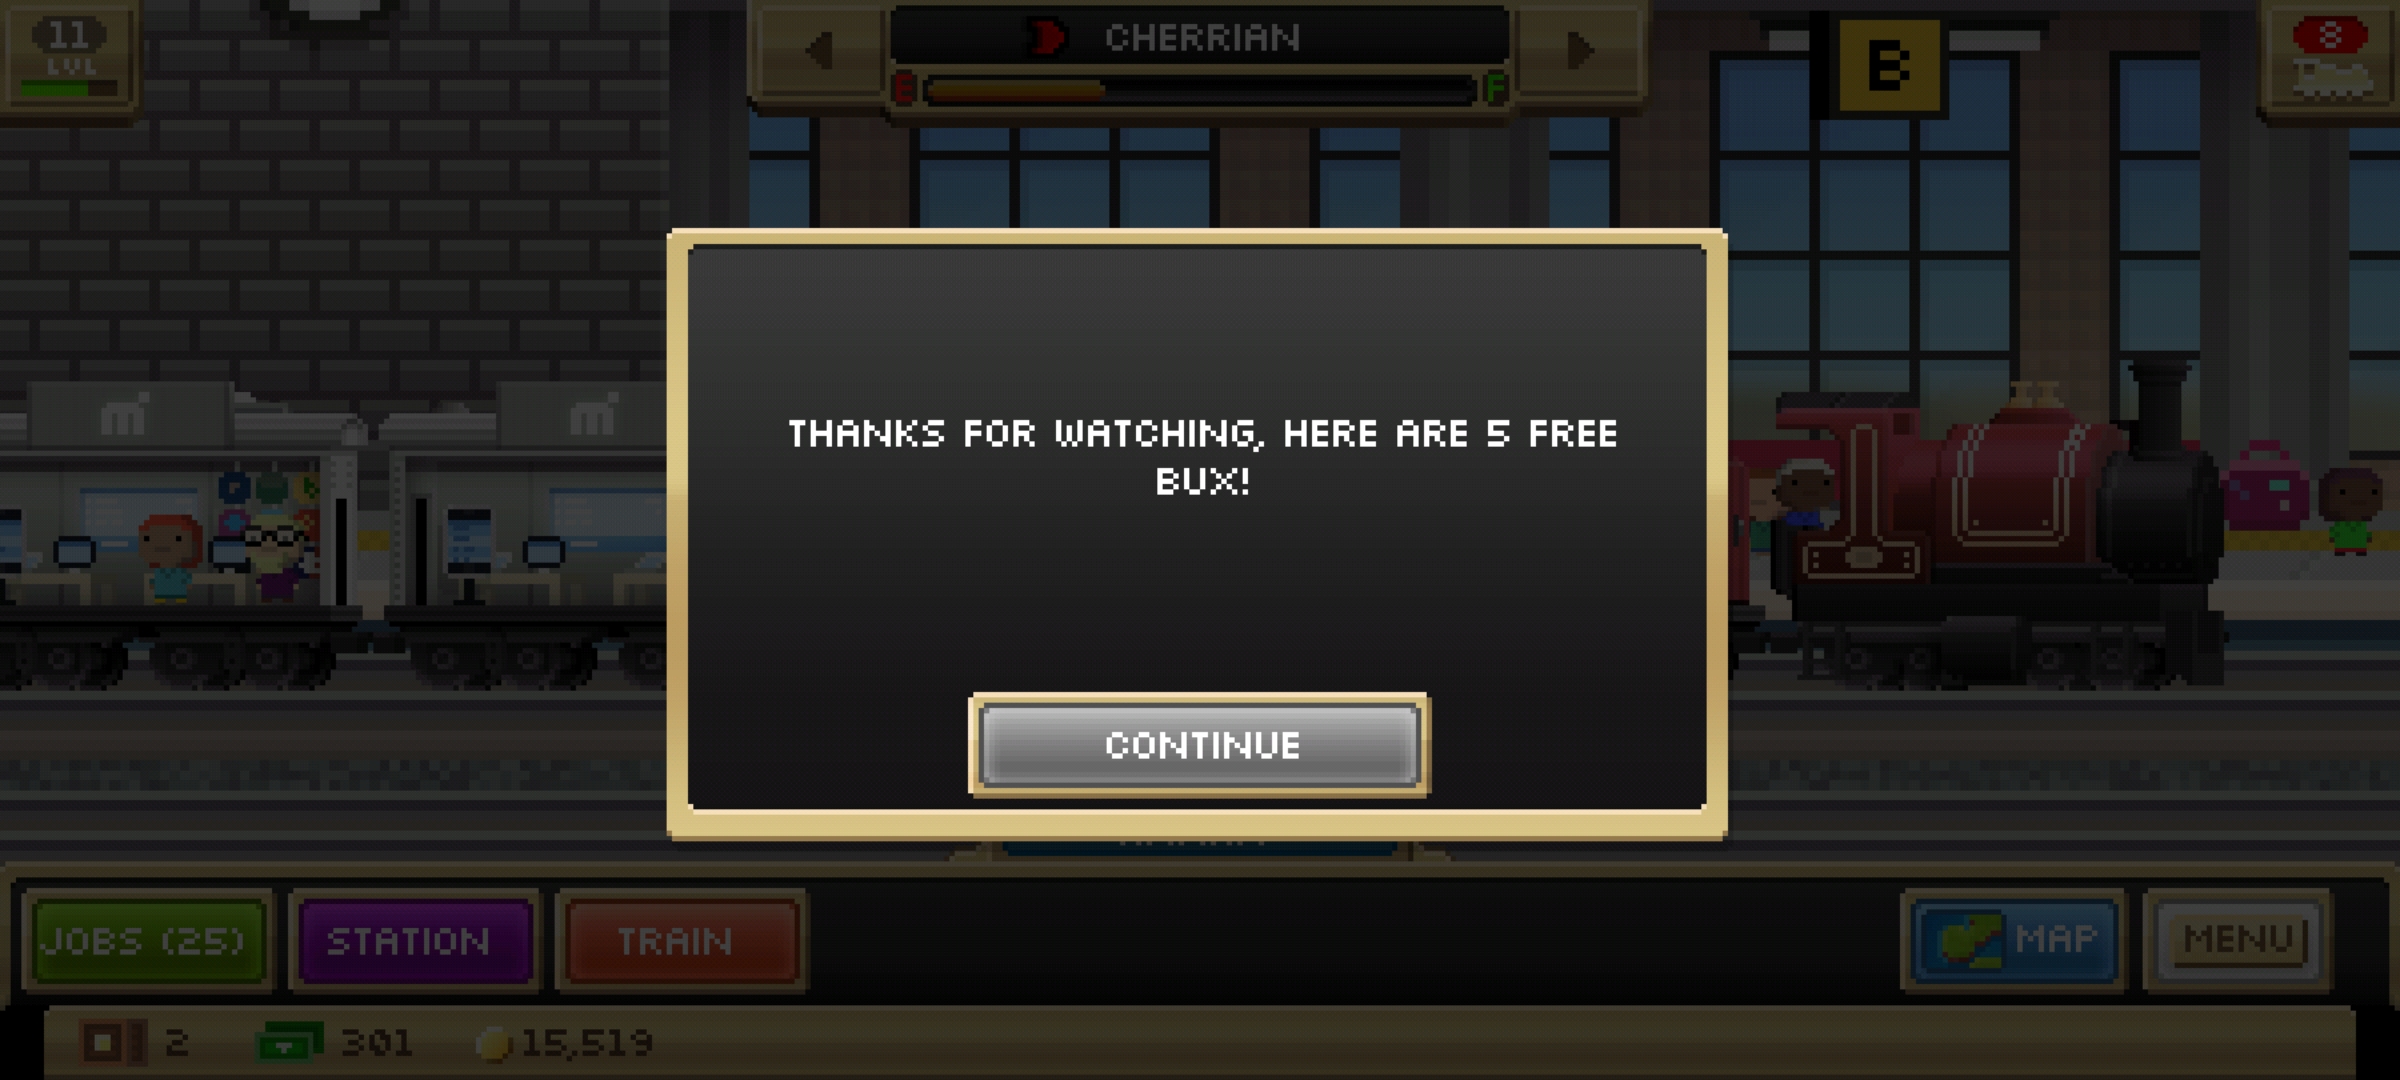 11
LVL
CHERRIAN
E F
B
8
THANKS FOR WATCHING, HERE ARE 5 FREE
BUX!
CONTINUE
JOBS (25) STATION TRAIN MAP MENU
2 301 15,519